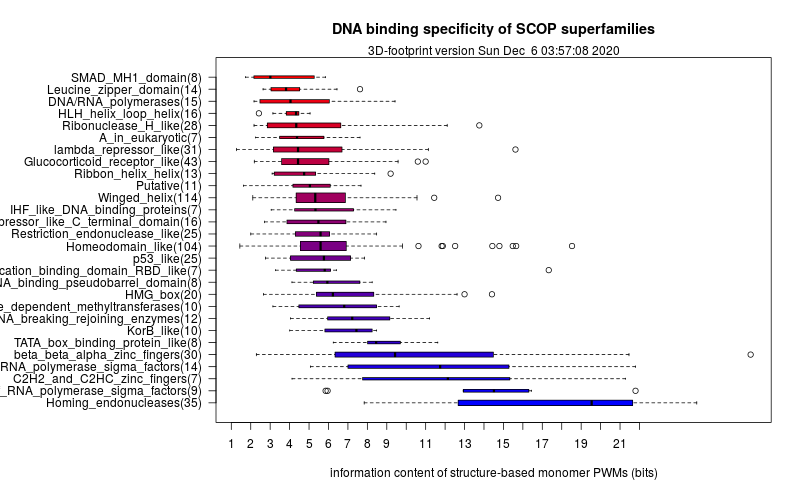 DNA binding specificity of SCOP superfamilies
3D-footprint version Sun Dec 6 03:57:08 2020
SMAD_MH1_domain(8)
Leucine_zipper_domain(14)
DNA/RNA_polymerases(15)
HLH_helix_loop_helix(16)
Ribonuclease_H_like(28)
A_in_eukaryotic(7)
lambda_repressor_like(31)
Glucocorticoid_receptor_like(43)
Ribbon_helix_helix(13)
Putative(11)
Winged_helix(114)
IHF_like_DNA_binding_proteins(7)
pressor_like_C_terminal_domain(16)
Restriction_endonuclease_like(25)
Homeodomain_like(104)
p53_like(25)
cation_binding_domain_RBD_like(7)
NA_binding_pseudobarrel_domain(8)
HMG_box(20)
e_dependent_methyltransferases(10)
NA_breaking_rejoining_enzymes(12)
KorB_like(10)
TATA_box_binding_protein_like(8)
beta_beta_alpha_zinc_fingers(30)
RNA_polymerase_sigma_factors(14)
C2H2_and_C2HC_zinc_fingers(7)
_RNA_polymerase_sigma_factors(9)
Homing_endonucleases(35)
1 2 3 4 5 6 7 8 9 11 13 15 17 19 21
information content of structure-based monomer PWMs (bits)